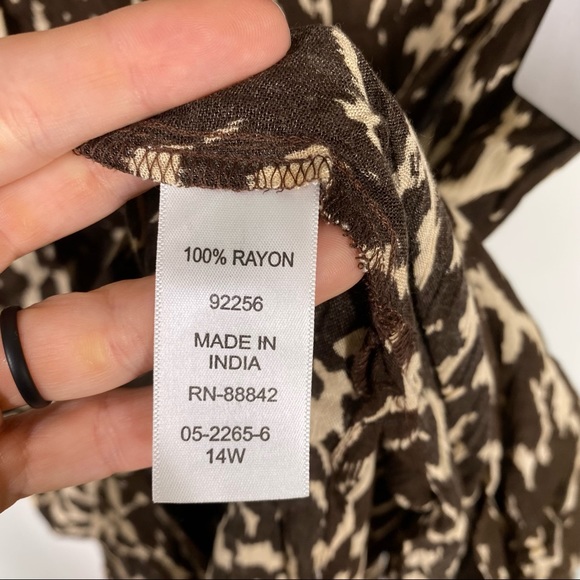 100% RAYON
92256
MADE IN
INDIA
RN-88842
05-2265-6
14W